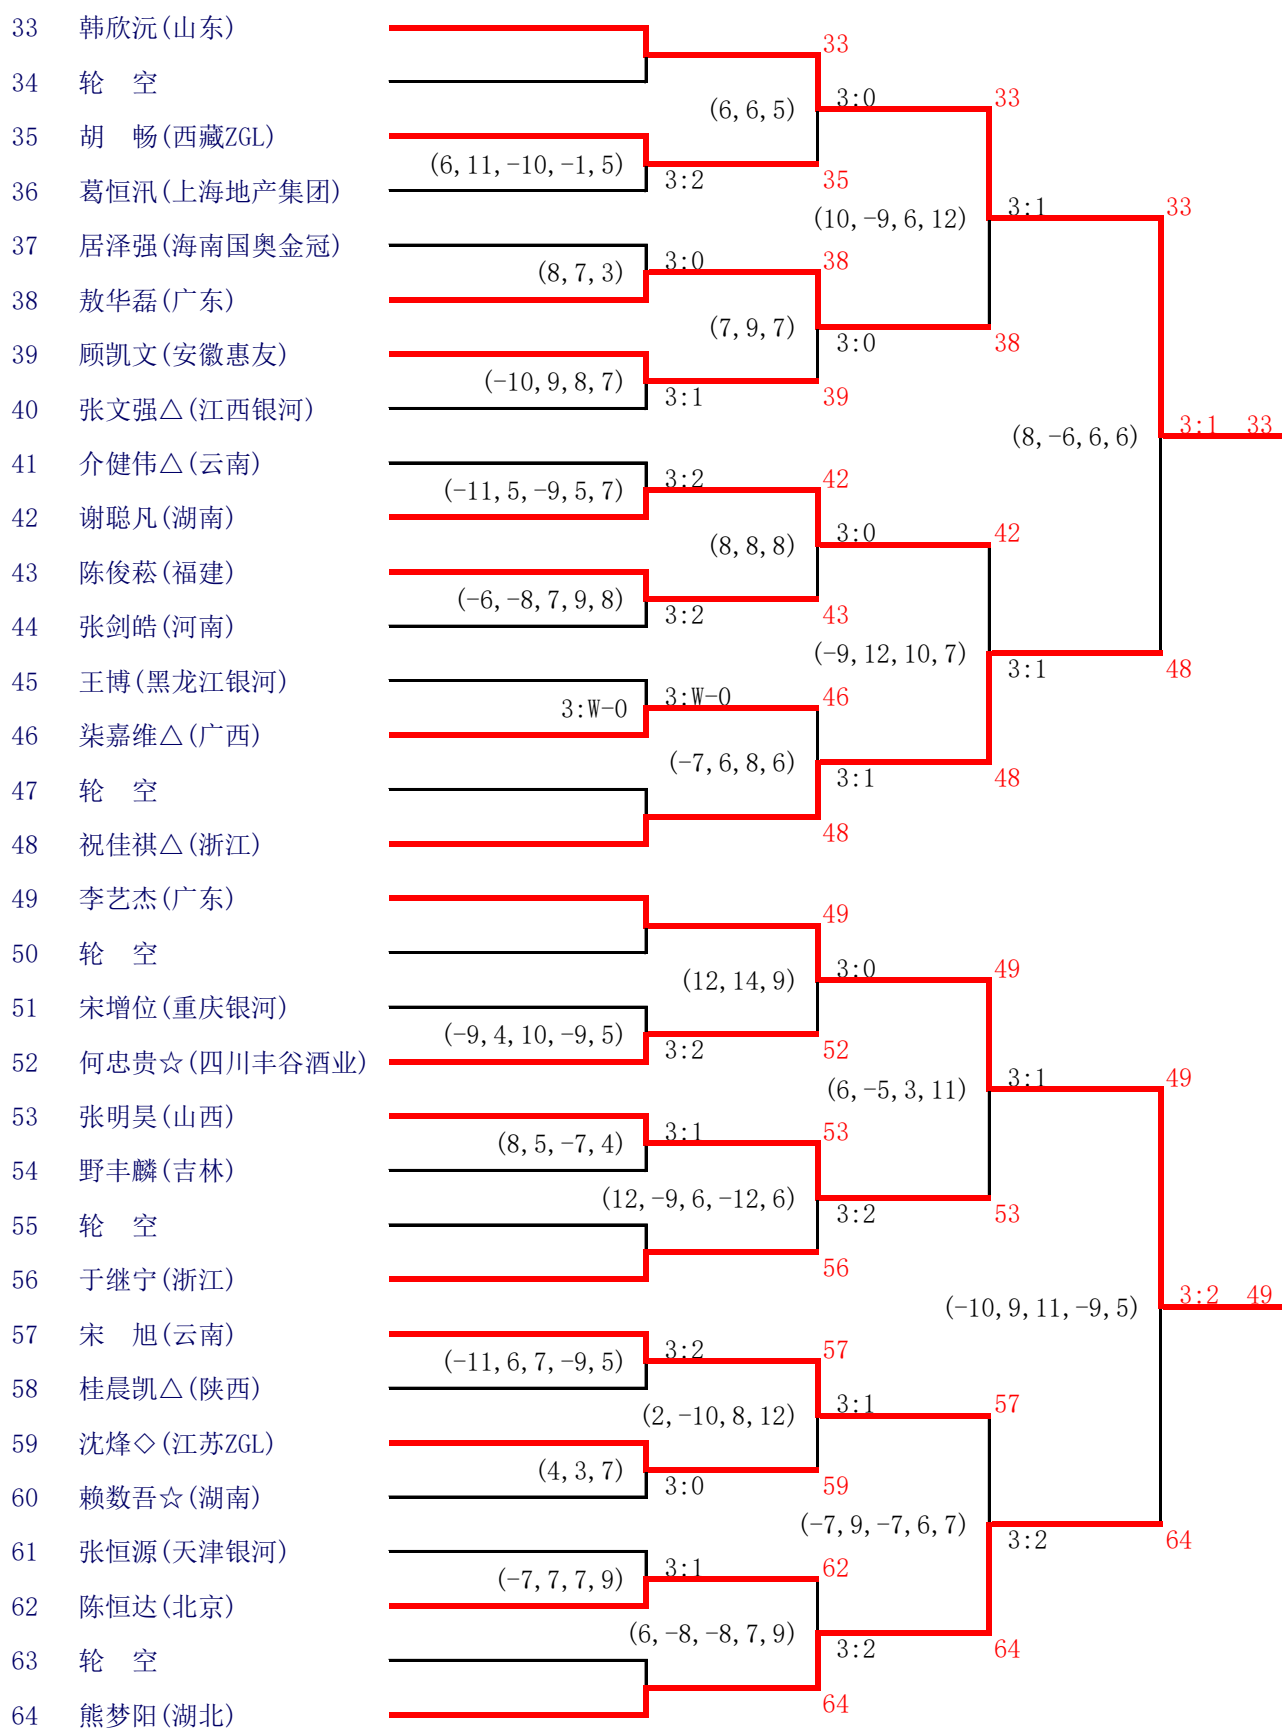 33 韩欣沅(山东)
33
34 轮 空
(6,6,5) 3:0 33
35 胡 畅(西藏ZGL)
(6,11,-10,-1,5) 3:2 35
36 葛恒汛(上海地产集团)
(10,-9,6,12) 3:1 33
37 居泽强(海南国奥金冠)
(8,7,3) 3:0 38
38 敖华磊(广东)
(7,9,7) 3:0 38
39 顾凯文(安徽惠友)
(-10,9,8,7) 3:1 39
40 张文强△(江西银河)
(8,-6,6,6) 3:1 33
41 介健伟△(云南)
(-11,5,-9,5,7) 3:2 42
42 谢聪凡(湖南)
(8,8,8) 3:0 42
43 陈俊菘(福建)
(-6,-8,7,9,8) 3:2 43
44 张剑皓(河南)
(-9,12,10,7) 3:1 48
45 王博(黑龙江银河)
3:W-0 3:W-0 46
46 柒嘉维△(广西)
(-7,6,8,6) 3:1 48
47 轮 空
48
48 祝佳祺△(浙江)
49 李艺杰(广东)
49
50 轮 空
(12,14,9) 3:0 49
51 宋增位(重庆银河)
(-9,4,10,-9,5) 3:2 52
52 何忠贵☆(四川丰谷酒业)
(6,-5,3,11) 3:1 49
53 张明昊(山西)
(8,5,-7,4) 3:1 53
54 野丰麟(吉林)
(12,-9,6,-12,6) 3:2 53
55 轮 空
56
56 于继宁(浙江)
(-10,9,11,-9,5) 3:2 49
57 宋 旭(云南)
(-11,6,7,-9,5) 3:2 57
58 桂晨凯△(陕西)
(2,-10,8,12) 3:1 57
59 沈烽◇(江苏ZGL)
(4,3,7) 3:0 59
60 赖数吾☆(湖南)
(-7,9,-7,6,7) 3:2 64
61 张恒源(天津银河)
(-7,7,7,9) 3:1 62
62 陈恒达(北京)
(6,-8,-8,7,9) 3:2 64
63 轮 空
64
64 熊梦阳(湖北)